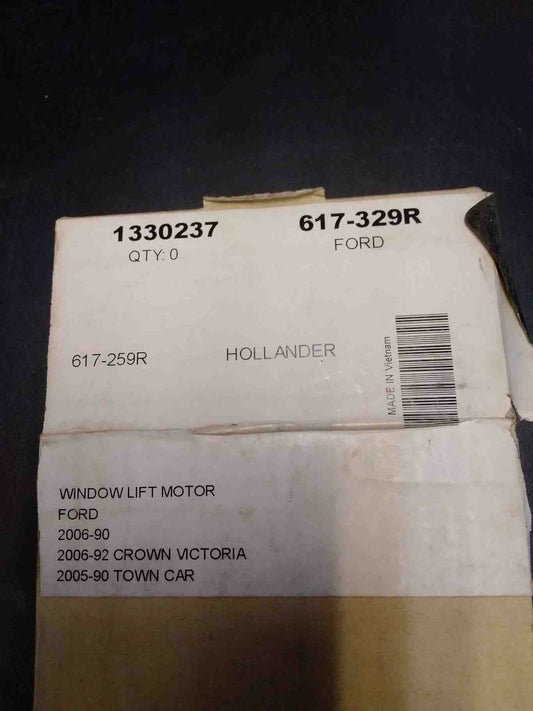 1330237
617-329R
QTY: 0
FORD
617-259R
HOLLANDER
MADE IN Vietnam
WINDOW LIFT MOTOR
FORD
2006-90
2006-92 CROWN VICTORIA
2005-90 TOWN CAR